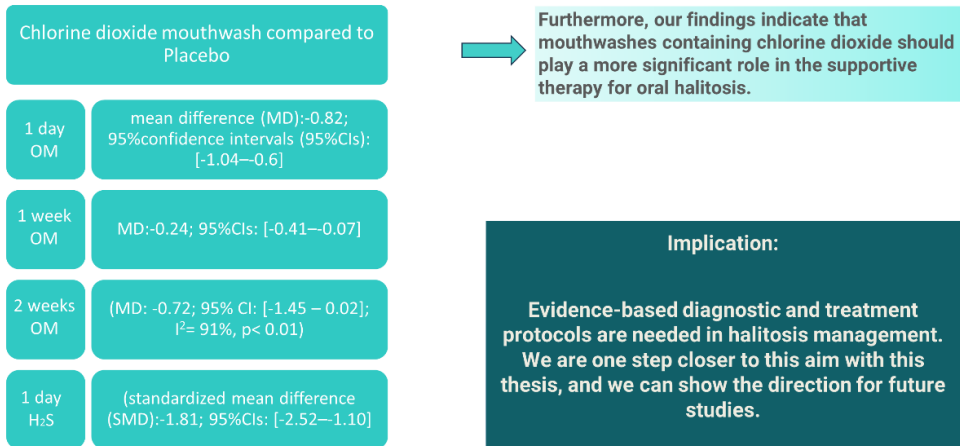 Chlorine dioxide mouthwash compared to
Placebo
Furthermore, our findings indicate that
mouthwashes containing chlorine dioxide should
play a more significant role in the supportive
therapy for oral halitosis.
1 day
OM
mean difference (MD):-0.82;
95%confidence intervals (95%CIs):
[-1.04–-0.6]
1 week
OM
MD:-0.24; 95%CIs: [-0.41–-0.07]
2 weeks
OM
(MD: -0.72; 95% CI: [-1.45 – 0.02];
I²= 91%, p< 0.01)
1 day
H₂S
(standardized mean difference
(SMD):-1.81; 95%CIs: [-2.52–-1.10]
Implication:
Evidence-based diagnostic and treatment
protocols are needed in halitosis management.
We are one step closer to this aim with this
thesis, and we can show the direction for future
studies.